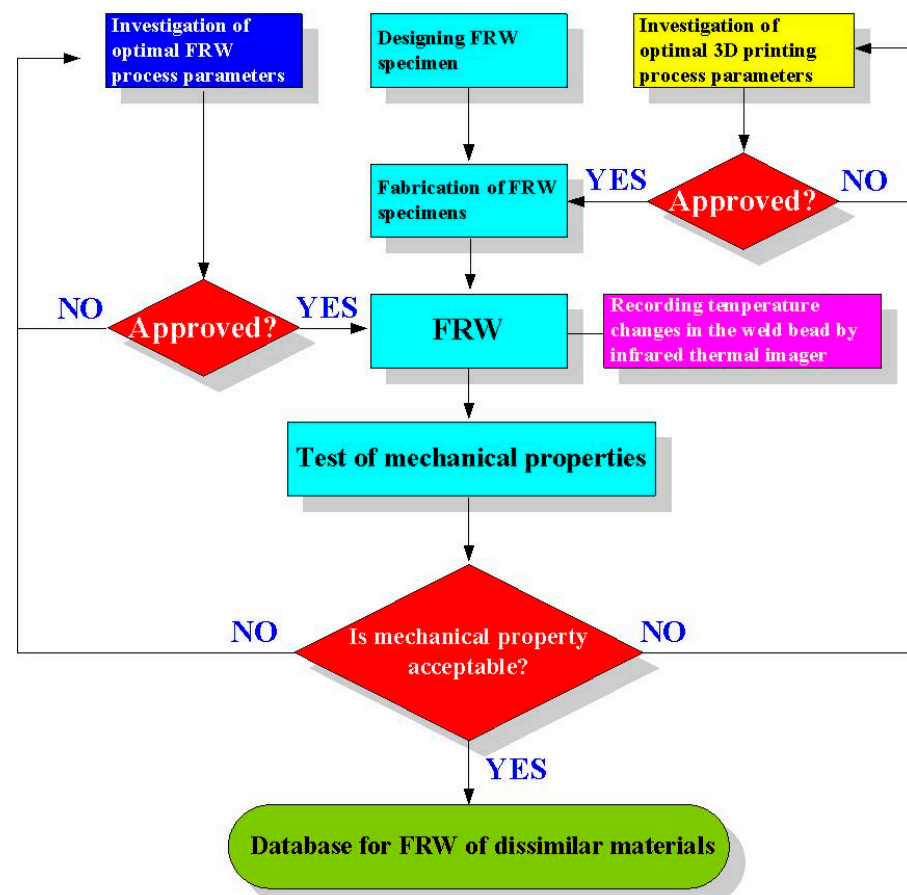 Investigation of
optimal FRW
process parameters
Designing FRW
specimen
Investigation of
optimal 3D printing
process parameters
Fabrication of FRW
specimens
YES
Approved?
NO
NO
Approved?
YES
FRW
Recording temperature
changes in the weld bead by
infrared thermal imager
Test of mechanical properties
NO
Is mechanical property
acceptable?
NO
YES
Database for FRW of dissimilar materials